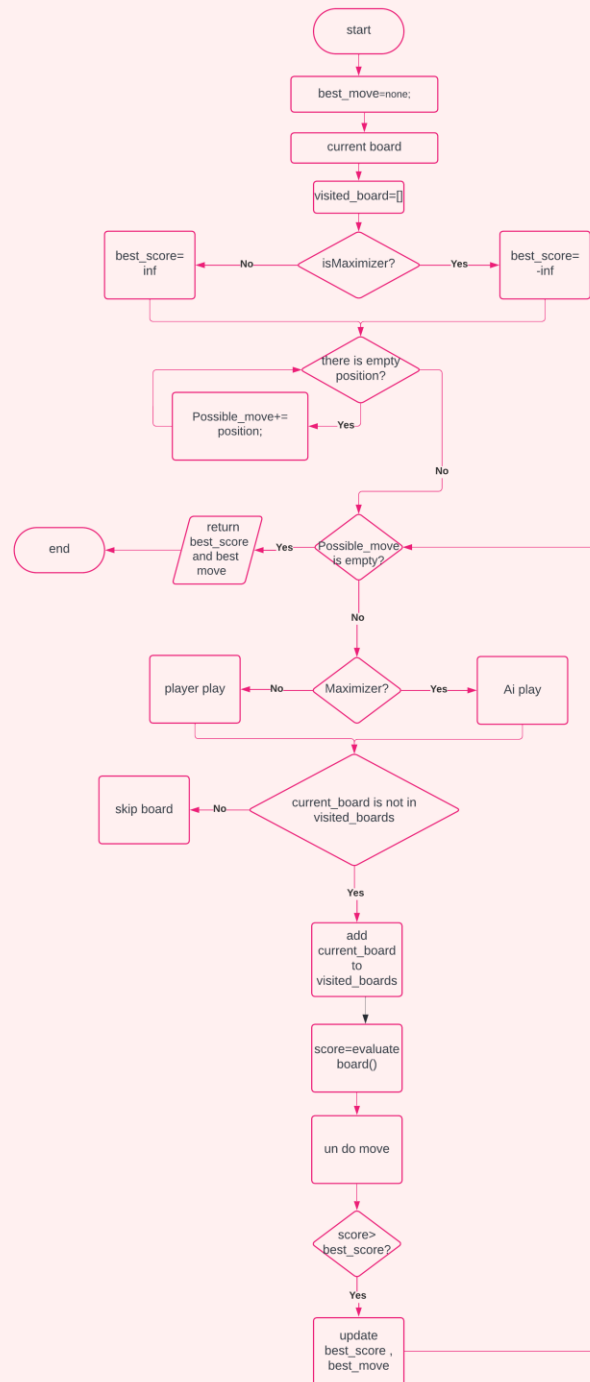 start
best_move=none;
current board
visited_board=[]
best_score=
inf
No
isMaximizer?
Yes
best_score=
-inf
there is empty
position?
Possible_move+=
position;
Yes
No
end
return
best_score
and best
move
Yes
Possible_move
is empty?
No
player play
No
Maximizer?
Yes
Ai play
skip board
No
current_board is not in
visited_boards
Yes
add
current_board
to
visited_boards
score=evaluate
board()
un do move
score>
best_score?
Yes
update
best_score ,
best_move